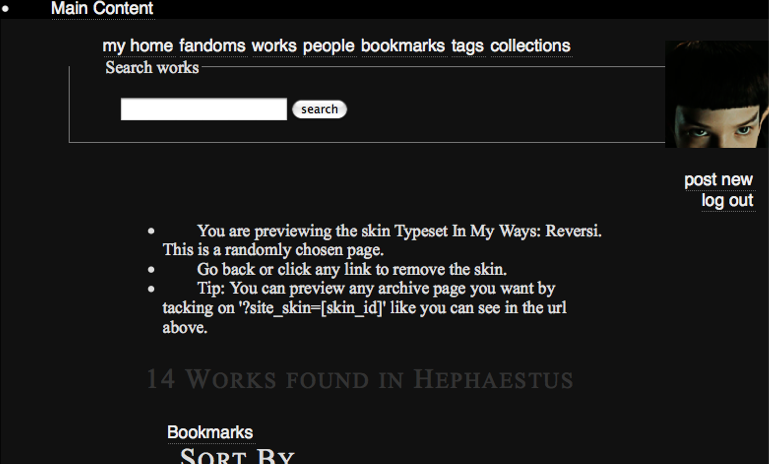 Main Content
my home fandoms works people bookmarks tags collections
Search works
search
post new
log out
You are previewing the skin Typeset In My Ways: Reversi.
This is a randomly chosen page.
Go back or click any link to remove the skin.
Tip: You can preview any archive page you want by
tacking on '?site_skin=[skin_id]' like you can see in the url
above.
14 Works found in Hephaestus
Bookmarks
Sort By